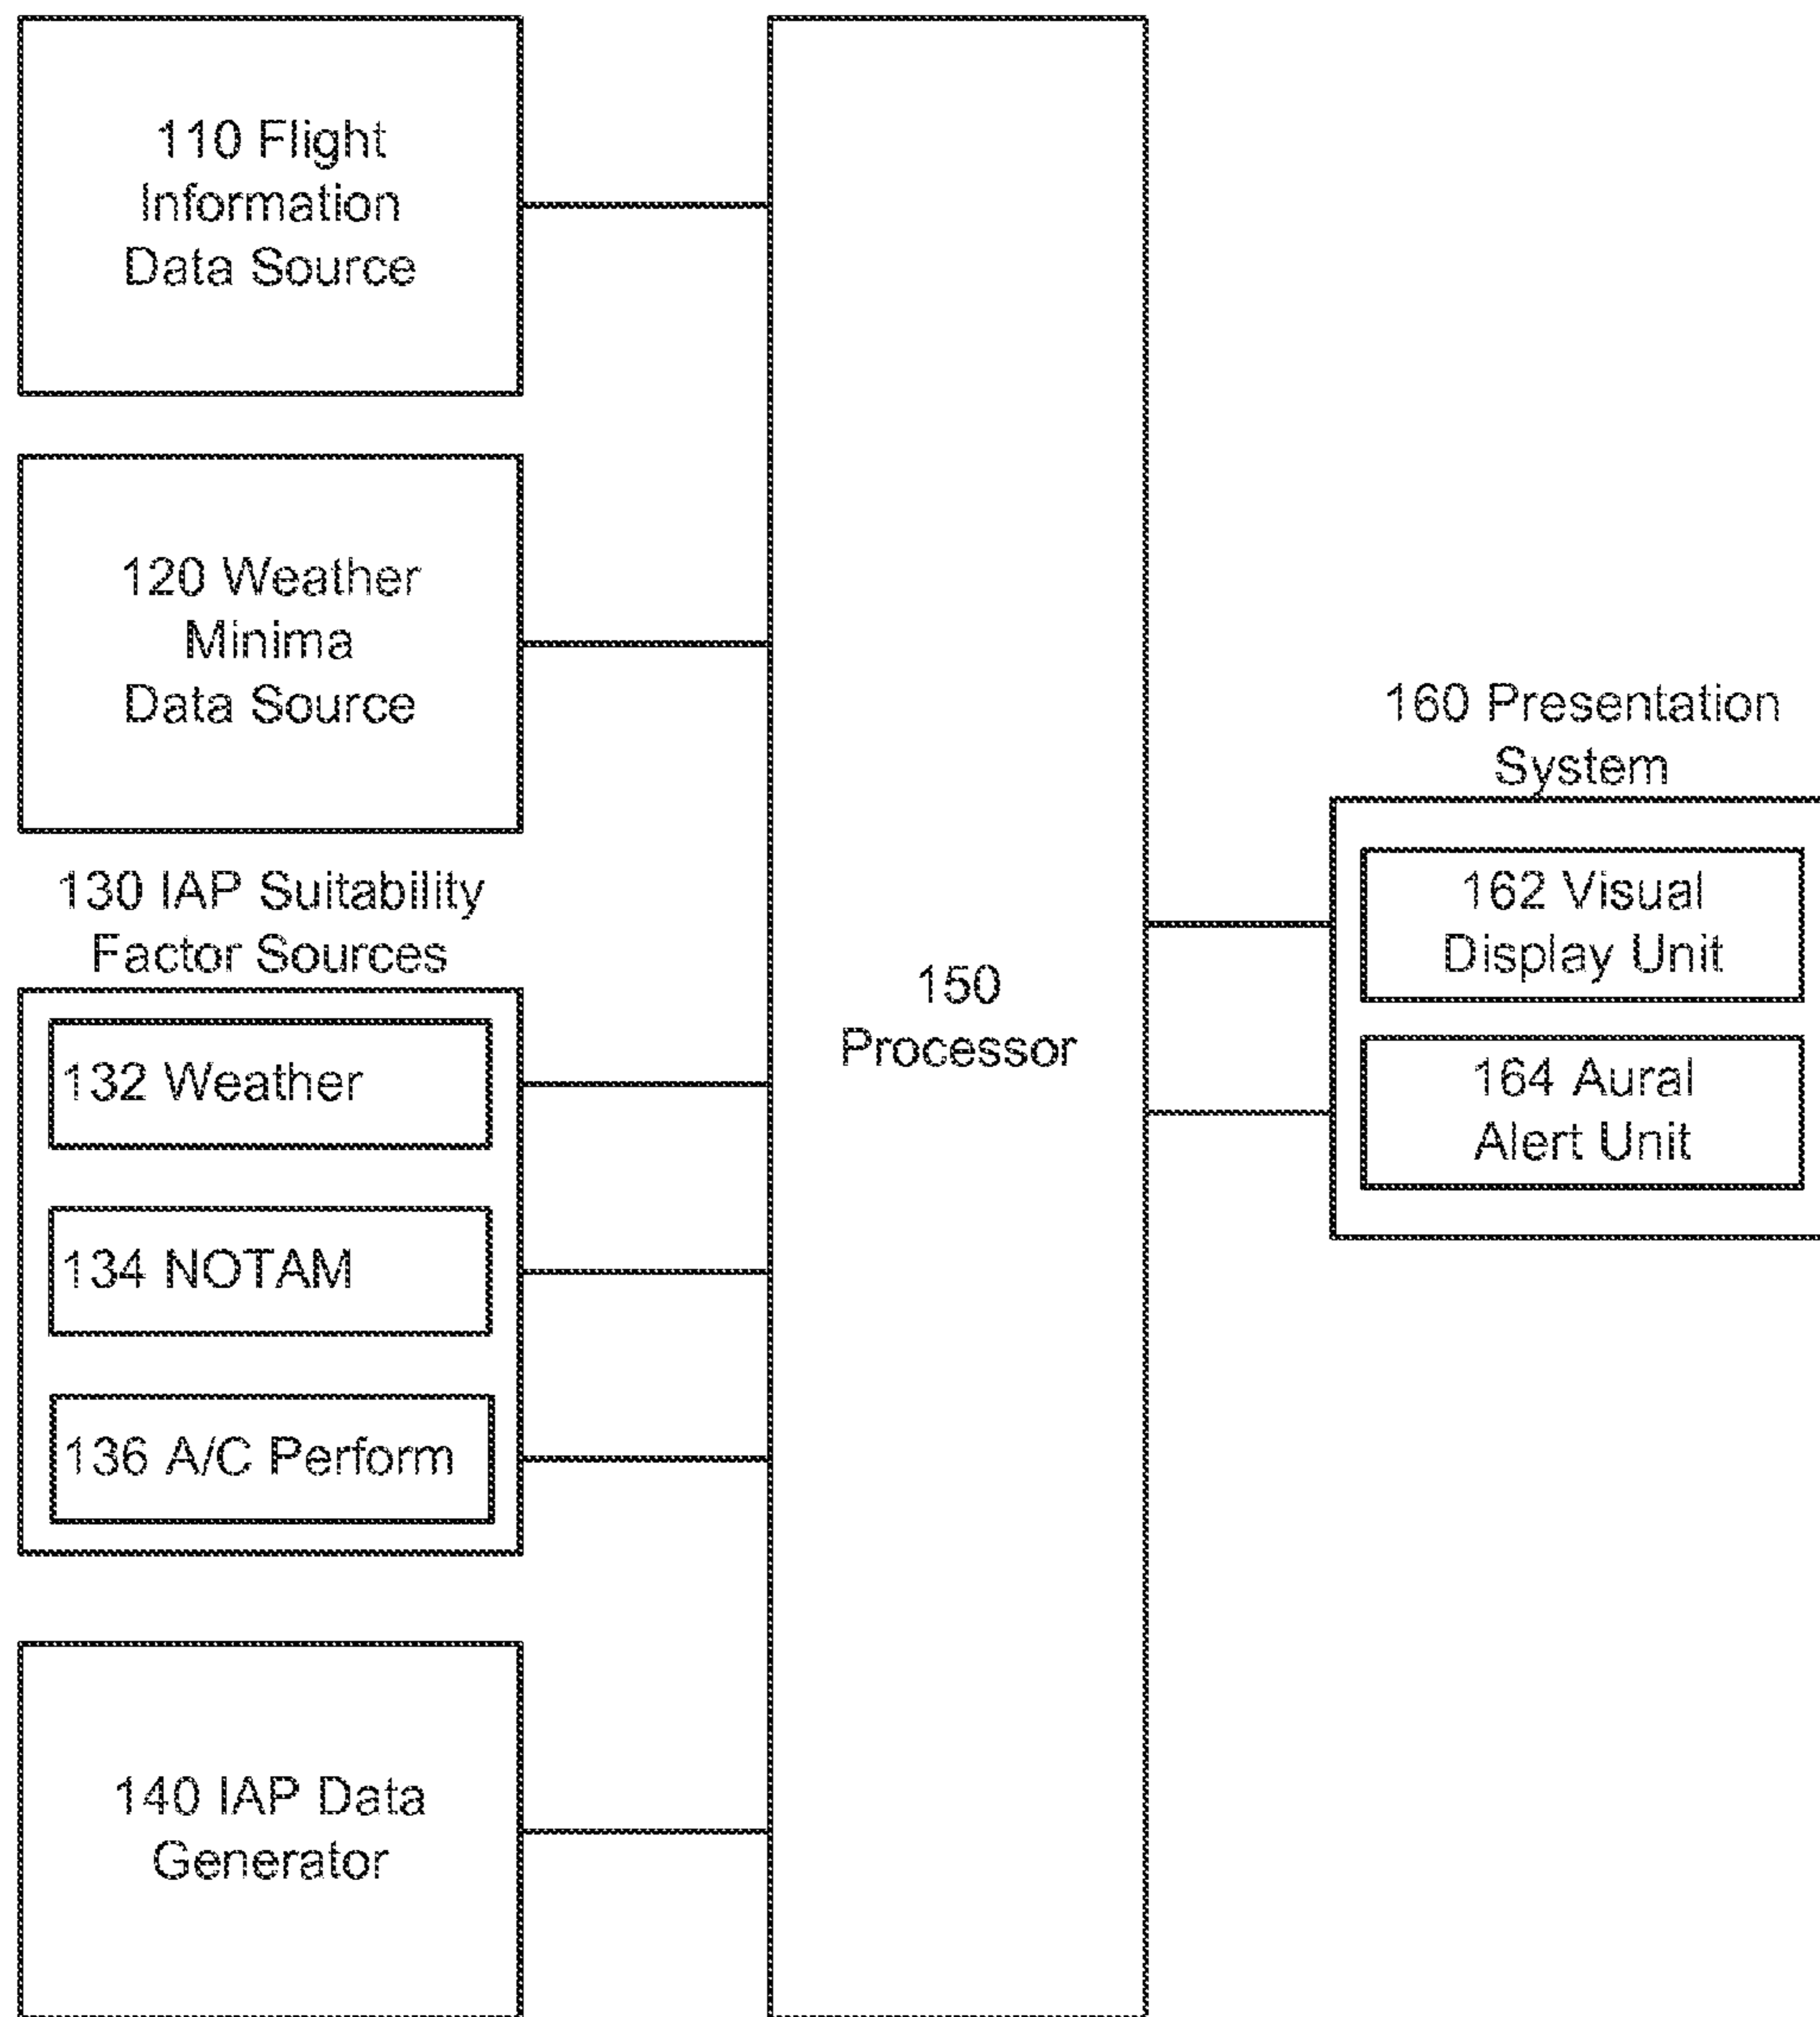 110 Flight
Information
Data Source
120 Weather
Minima
Data Source
130 IAP Suitability
Factor Sources
132 Weather
134 NOTAM
136 A/C Perform
140 IAP Data
Generator
150
Processor
160 Presentation
System
162 Visual
Display Unit
164 Aural
Alert Unit